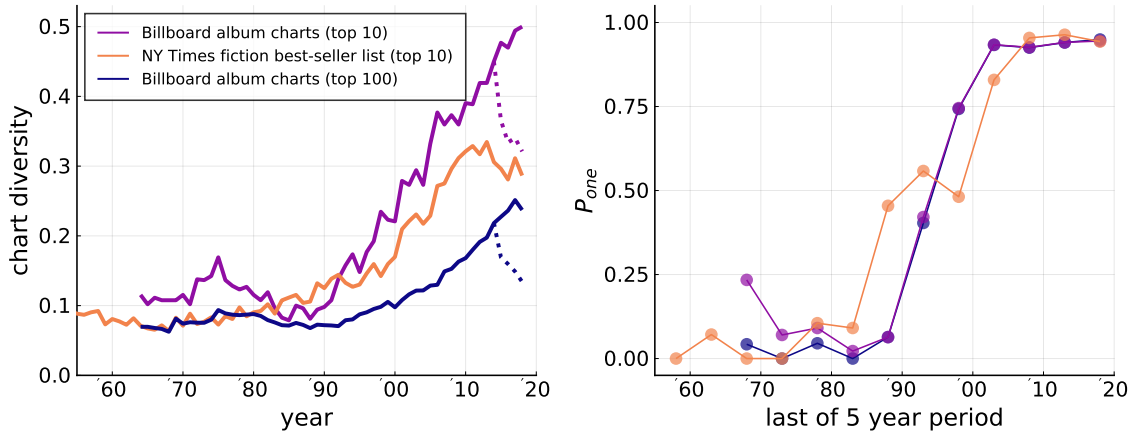 Billboard album charts (top 10)
NY Times fiction best-seller list (top 10)
Billboard album charts (top 100)
chart diversity
0.5
0.4
0.3
0.2
0.1
0.0
′60 ′70 ′80 ′90 ′00 ′10 ′20
year
P_one
1.00
0.75
0.50
0.25
0.00
′60 ′70 ′80 ′90 ′00 ′10 ′20
last of 5 year period